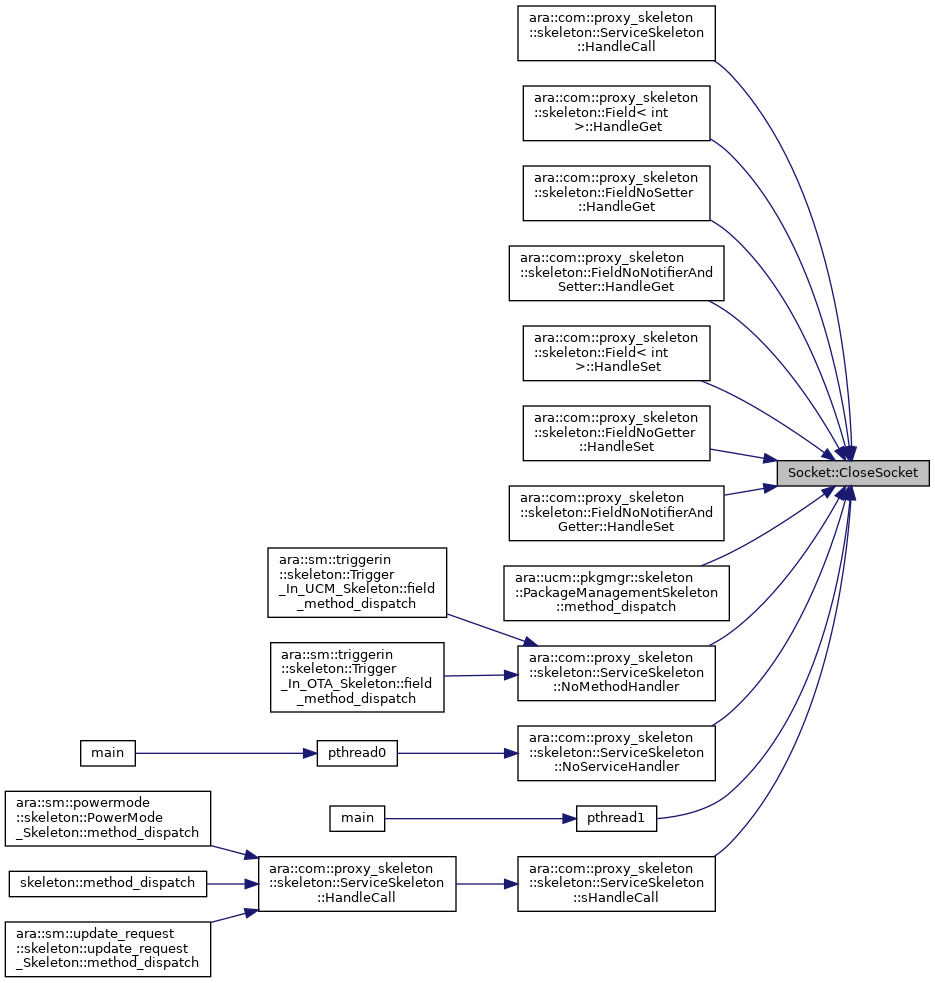 ara::com::proxy_skeleton
::skeleton::ServiceSkeleton
::HandleCall
ara::com::proxy_skeleton
::skeleton::Field< int
>::HandleGet
ara::com::proxy_skeleton
::skeleton::FieldNoSetter
::HandleGet
ara::com::proxy_skeleton
::skeleton::FieldNoNotifierAnd
Setter::HandleGet
ara::com::proxy_skeleton
::skeleton::Field< int
>::HandleSet
ara::com::proxy_skeleton
::skeleton::FieldNoGetter
::HandleSet
Socket::CloseSocket
ara::com::proxy_skeleton
::skeleton::FieldNoNotifierAnd
Getter::HandleSet
ara::sm::triggerin
::skeleton::Trigger
_In_UCM_Skeleton::field
_method_dispatch
ara::ucm::pkgmgr::skeleton
::PackageManagementSkeleton
::method_dispatch
ara::sm::triggerin
::skeleton::Trigger
_In_OTA_Skeleton::field
_method_dispatch
ara::com::proxy_skeleton
::skeleton::ServiceSkeleton
::NoMethodHandler
main
pthread0
ara::com::proxy_skeleton
::skeleton::ServiceSkeleton
::NoServiceHandler
ara::sm::powermode
::skeleton::PowerMode
_Skeleton::method_dispatch
main
pthread1
skeleton::method_dispatch
ara::com::proxy_skeleton
::skeleton::ServiceSkeleton
::HandleCall
ara::com::proxy_skeleton
::skeleton::ServiceSkeleton
::sHandleCall
ara::sm::update_request
::skeleton::update_request
_Skeleton::method_dispatch